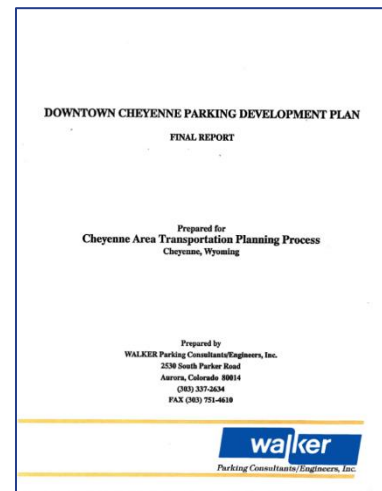 DOWNTOWN CHEYENNE PARKING DEVELOPMENT PLAN
FINAL REPORT
Prepared for
Cheyenne Area Transportation Planning Process
Cheyenne, Wyoming
Prepared by
WALKER Parking Consultants/Engineers, Inc.
2530 South Parker Road
Aurora, Colorado 80014
(303) 337-2634
FAX (303) 751-4610
walker
Parking Consultants/Engineers, Inc.